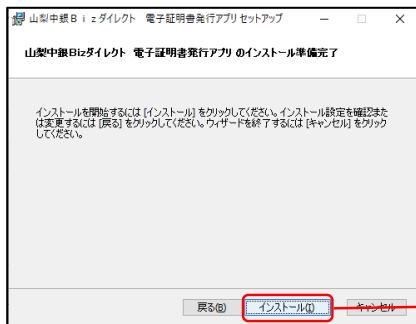 山梨中銀Ｂｉｚダイレクト　電子証明書発行アプリ セットアップ
山梨中銀Bizダイレクト 電子証明書発行アプリ のインストール準備完了
インストールを開始するには [インストール] をクリックしてください。インストール設定を確認また
は変更するには [戻る] をクリックしてください。ウィザードを終了するには [キャンセル] をクリック
してください。
戻る(B)
インストール(I)
キャンセル